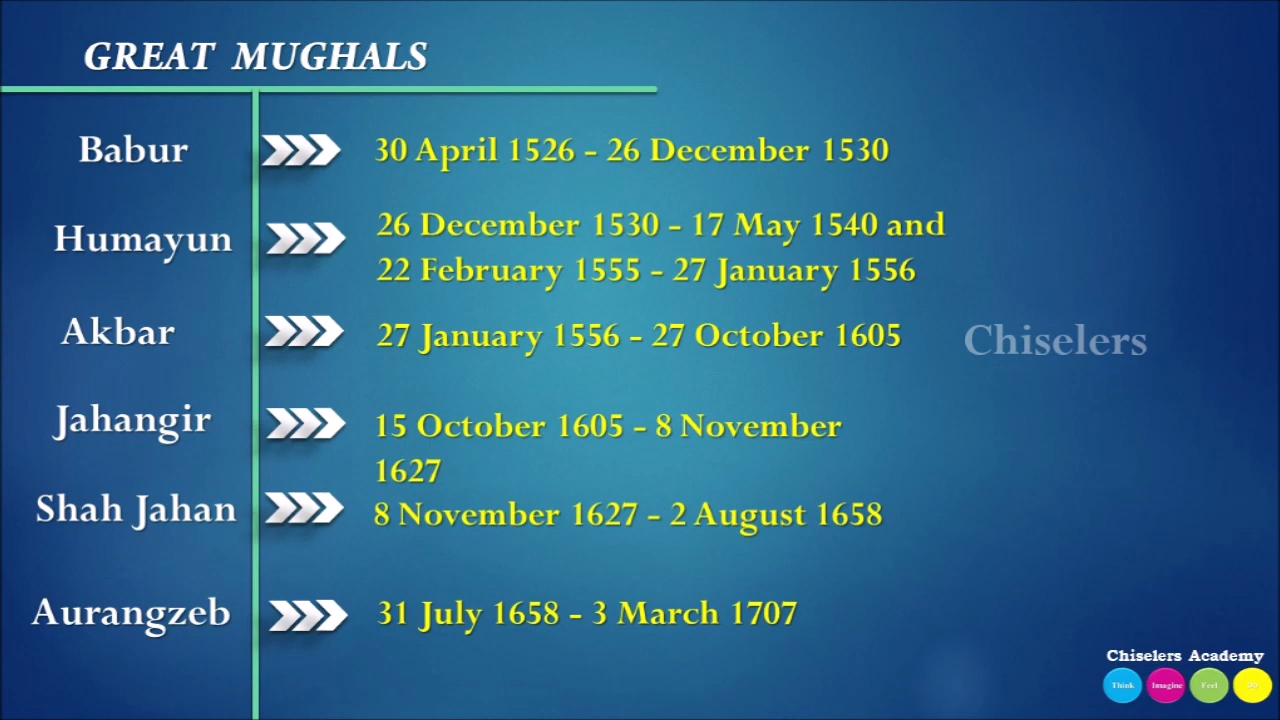 GREAT MUGHALS
Babur
30 April 1526 - 26 December 1530
Humayun
26 December 1530 - 17 May 1540 and
22 February 1555 - 27 January 1556
Akbar
27 January 1556 - 27 October 1605
Chiselers
Jahangir
15 October 1605 - 8 November
1627
Shah Jahan
8 November 1627 - 2 August 1658
Aurangzeb
31 July 1658 - 3 March 1707
Chiselers Academy
Think Imagine Feel